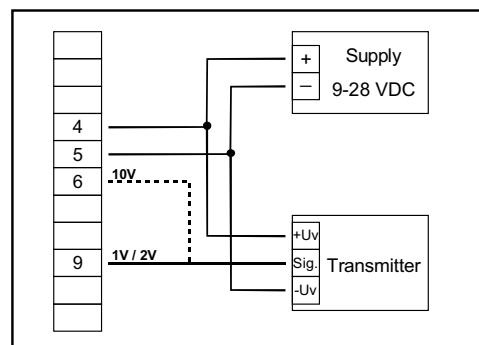 + Supply
– 9-28 VDC
4
5
6 10V
+Uv
9 1V / 2V Sig. Transmitter
-Uv